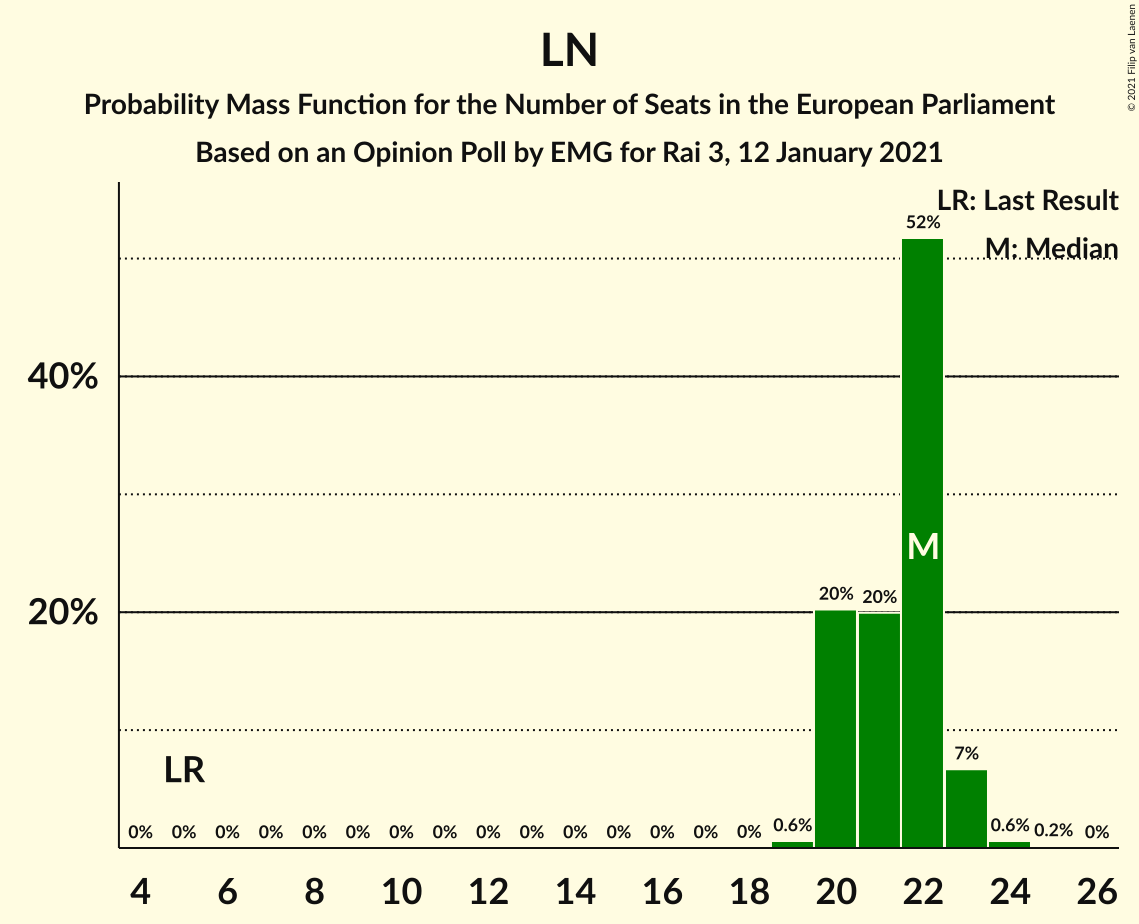 LN
Probability Mass Function for the Number of Seats in the European Parliament
Based on an Opinion Poll by EMG for Rai 3, 12 January 2021
© 2021 Filip van Laenen
LR: Last Result
M: Median
52%
40%
M
20%
20%
20%
LR
7%
0% 0% 0% 0% 0% 0% 0% 0% 0% 0% 0% 0% 0% 0% 0% 0.6% 0.6% 0.2% 0%
4 6 8 10 12 14 16 18 20 22 24 26